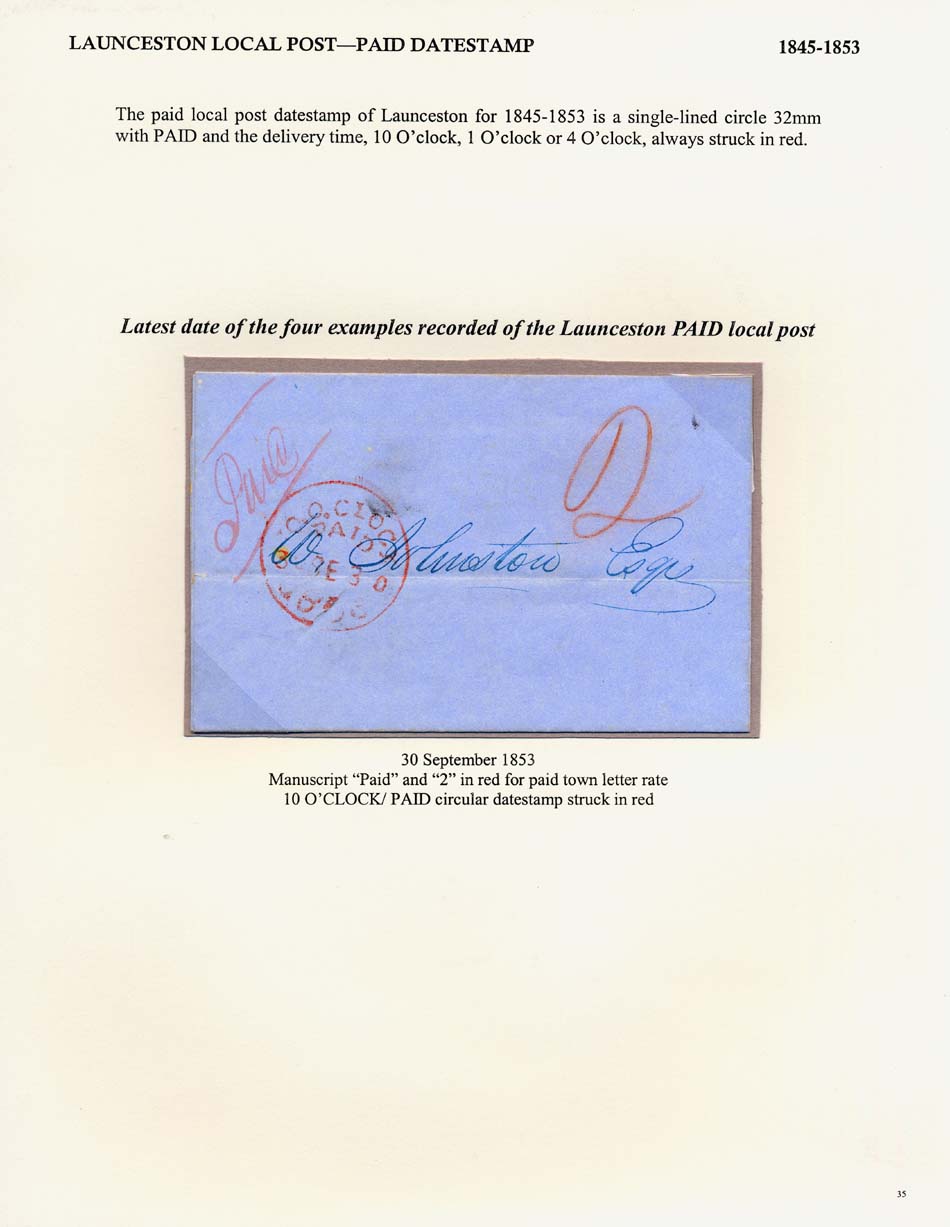 LAUNCESTON LOCAL POST—PAID DATESTAMP 1845-1853
The paid local post datestamp of Launceston for 1845-1853 is a single-lined circle 32mm
with PAID and the delivery time, 10 O’clock, 1 O’clock or 4 O’clock, always struck in red.
Latest date of the four examples recorded of the Launceston PAID local post
Paid
2
O.CLOC
PAID
SE 30
W Johnston Esqr
30 September 1853
Manuscript “Paid” and “2” in red for paid town letter rate
10 O’CLOCK/ PAID circular datestamp struck in red
35